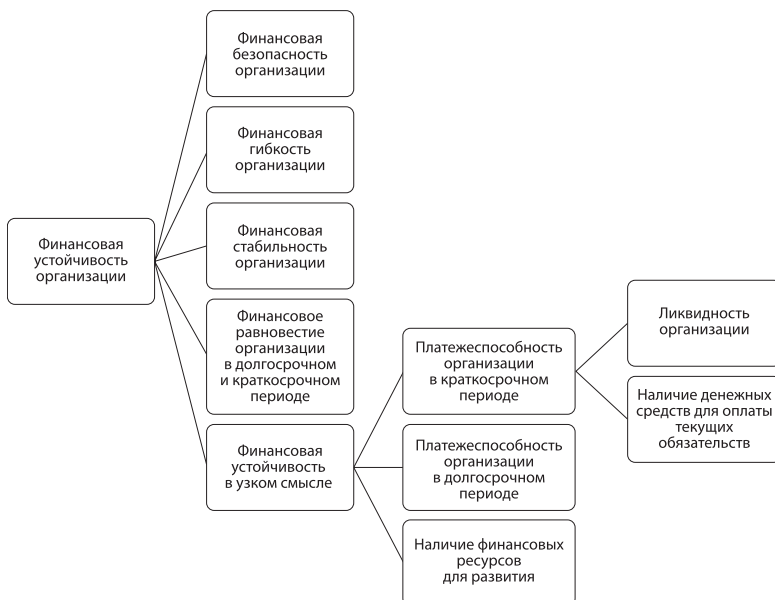 Финансовая
безопасность
организации
Финансовая
гибкость
организации
Финансовая
устойчивость
организации
Финансовая
стабильность
организации
Финансовое
равновестие
организации
в долгосрочном
и краткосрочном
периоде
Финансовая
устойчивость
в узком смысле
Платежеспособность
организации
в краткосрочном
периоде
Платежеспособность
организации
в долгосрочном
периоде
Наличие финансовых
ресурсов
для развития
Ликвидность
организации
Наличие денежных
средств для оплаты
текущих
обязательств